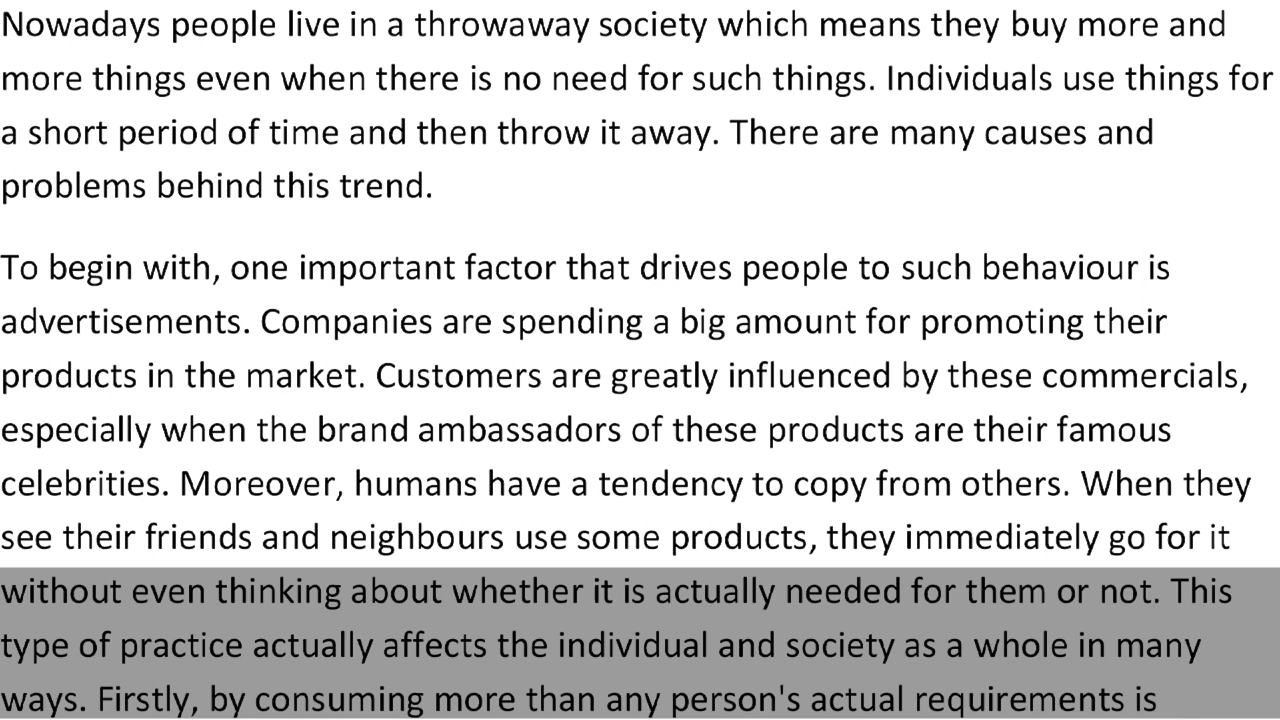 Nowadays people live in a throwaway society which means they buy more and
more things even when there is no need for such things. Individuals use things for
a short period of time and then throw it away. There are many causes and
problems behind this trend.
To begin with, one important factor that drives people to such behaviour is
advertisements. Companies are spending a big amount for promoting their
products in the market. Customers are greatly influenced by these commercials,
especially when the brand ambassadors of these products are their famous
celebrities. Moreover, humans have a tendency to copy from others. When they
see their friends and neighbours use some products, they immediately go for it
without even thinking about whether it is actually needed for them or not. This
type of practice actually affects the individual and society as a whole in many
ways. Firstly, by consuming more than any person's actual requirements is